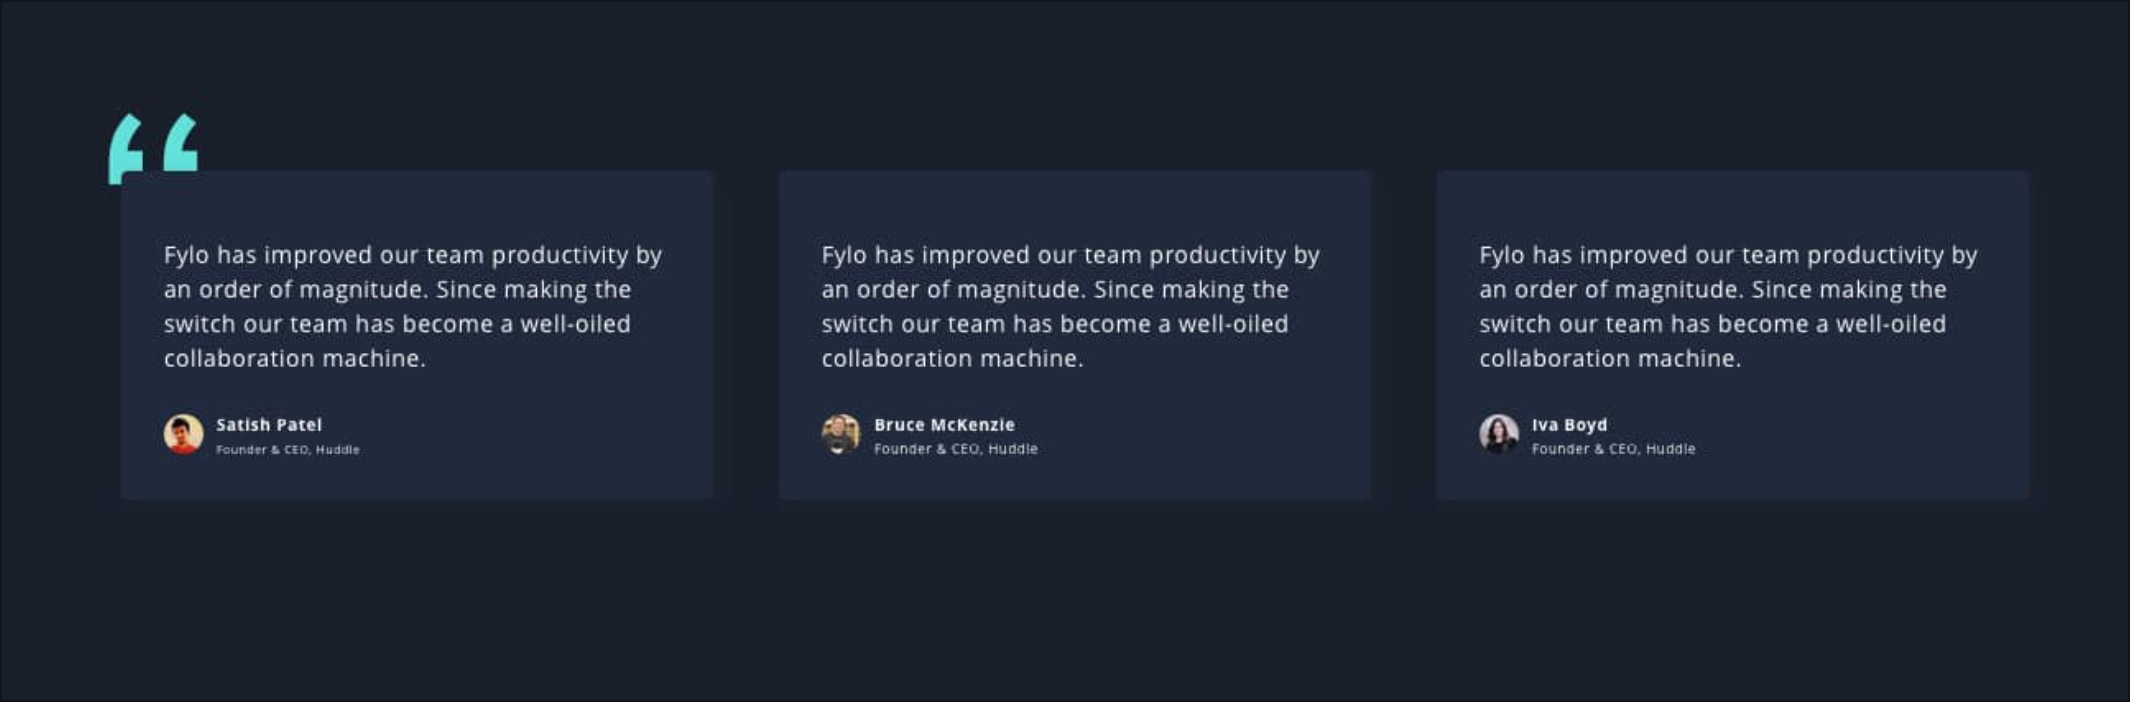 “
Fylo has improved our team productivity by
an order of magnitude. Since making the
switch our team has become a well-oiled
collaboration machine.
Satish Patel
Founder & CEO, Huddle
Fylo has improved our team productivity by
an order of magnitude. Since making the
switch our team has become a well-oiled
collaboration machine.
Bruce McKenzie
Founder & CEO, Huddle
Fylo has improved our team productivity by
an order of magnitude. Since making the
switch our team has become a well-oiled
collaboration machine.
Iva Boyd
Founder & CEO, Huddle